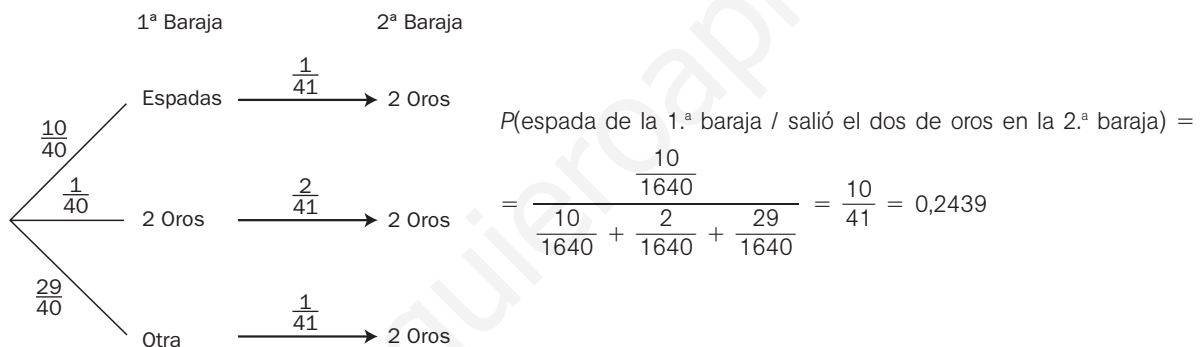 1ª Baraja 2ª Baraja
10/40 Espadas 1/41 2 Oros
1/40 2 Oros 2/41 2 Oros
29/40 Otra 1/41 2 Oros
P(espada de la 1.ª baraja / salió el dos de oros en la 2.ª baraja) =
= (10/1640) / (10/1640 + 2/1640 + 29/1640) = 10/41 = 0,2439
quieroap